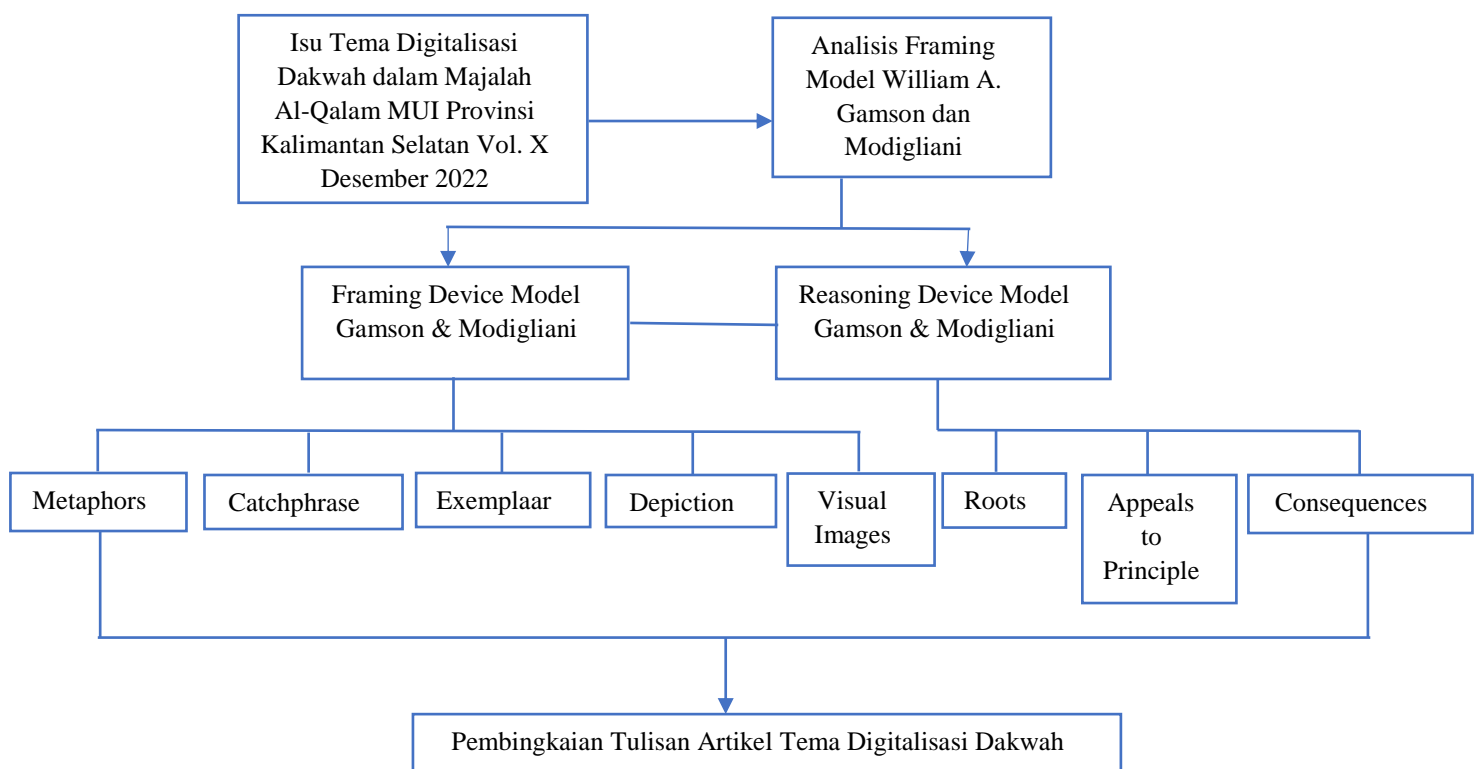 Isu Tema Digitalisasi
Dakwah dalam Majalah
Al-Qalam MUI Provinsi
Kalimantan Selatan Vol. X
Desember 2022
Analisis Framing
Model William A.
Gamson dan
Modigliani
Framing Device Model
Gamson & Modigliani
Reasoning Device Model
Gamson & Modigliani
Metaphors
Catchphrase
Exemplaar
Depiction
Visual
Images
Roots
Appeals
to
Principle
Consequences
Pembingkaian Tulisan Artikel Tema Digitalisasi Dakwah